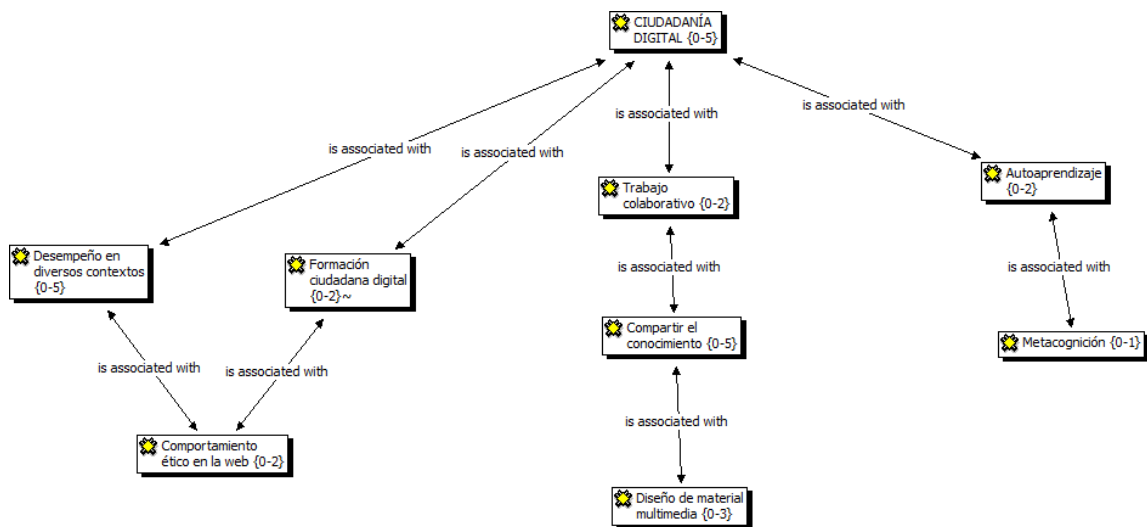 CIUDADANÍA
DIGITAL {0-5}
is associated with
is associated with
is associated with
is associated with
Trabajo
colaborativo {0-2}
Autoaprendizaje
{0-2}
Desempeño en
diversos contextos
{0-5}
Formación
ciudadana digital
{0-2}~
is associated with
is associated with
Compartir el
conocimiento {0-5}
Metacognición {0-1}
is associated with
is associated with
is associated with
Comportamiento
ético en la web {0-2}
Diseño de material
multimedia {0-3}